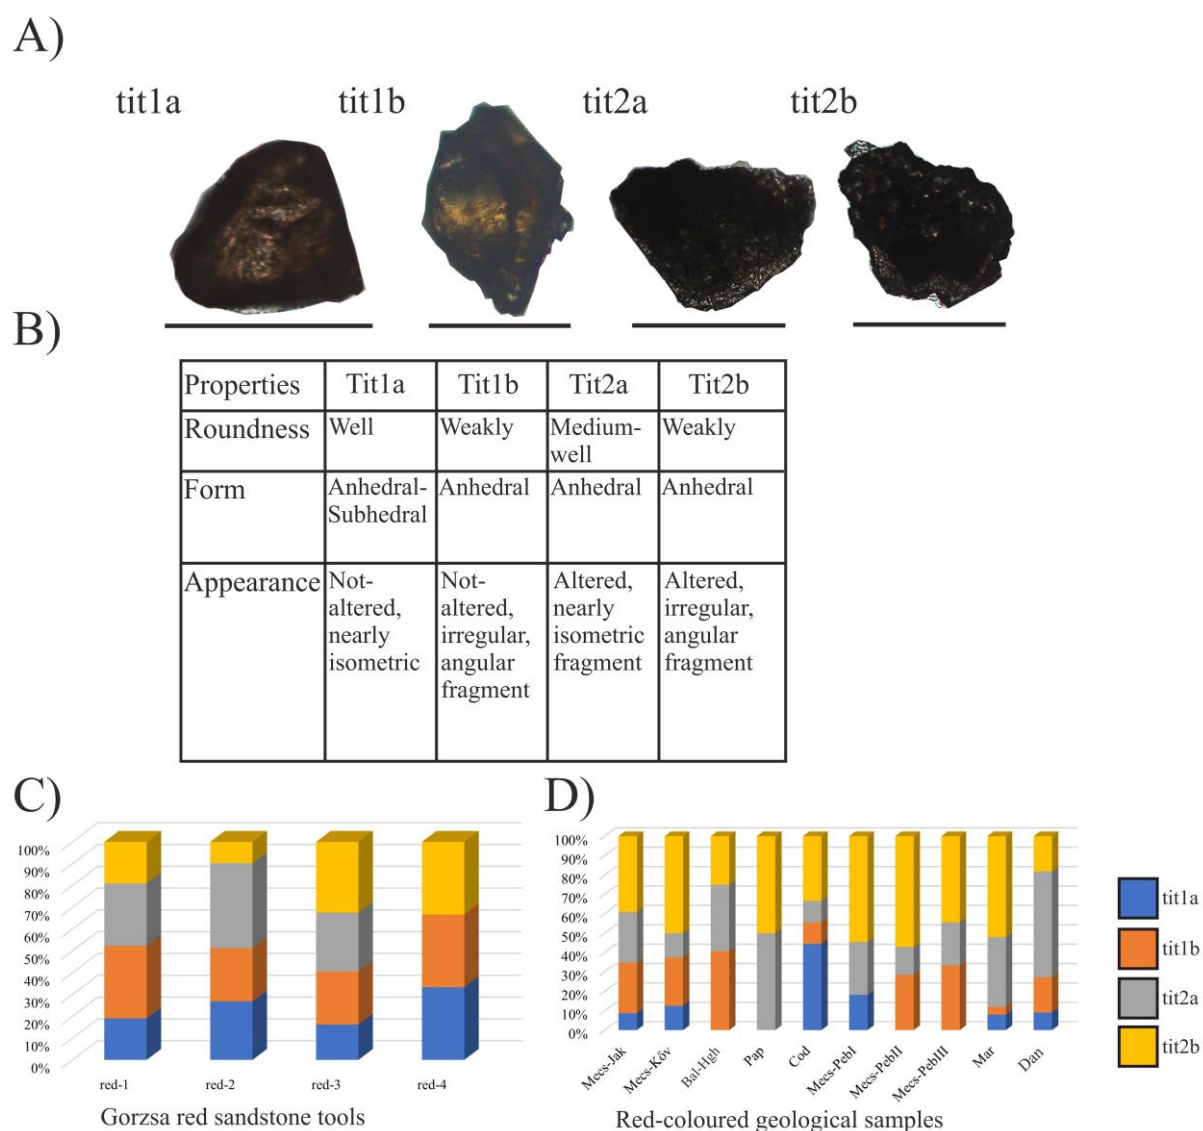 A)
tit1a tit1b tit2a tit2b
B)
Properties Tit1a Tit1b Tit2a Tit2b
Roundness Well Weakly Medium- Weakly
well
Form Anhedral- Anhedral Anhedral Anhedral
Subhedral
Appearance Not- Not- Altered, Altered,
altered, altered, nearly irregular,
nearly irregular, isometric angular
isometric angular fragment fragment
fragment
C)
100%
90%
80%
70%
60%
50%
40%
30%
20%
10%
0%
red-1 red-2 red-3 red-4
Gorzsa red sandstone tools
D)
100%
90%
80%
70%
60%
50%
40%
30%
20%
10%
0%
Mecs-Jak Mecs-Köv Bal-Hgh Pap Cod Mecs-PebI Mecs-PebII Mecs-PebIII Mar Dan
Red-coloured geological samples
tit1a
tit1b
tit2a
tit2b